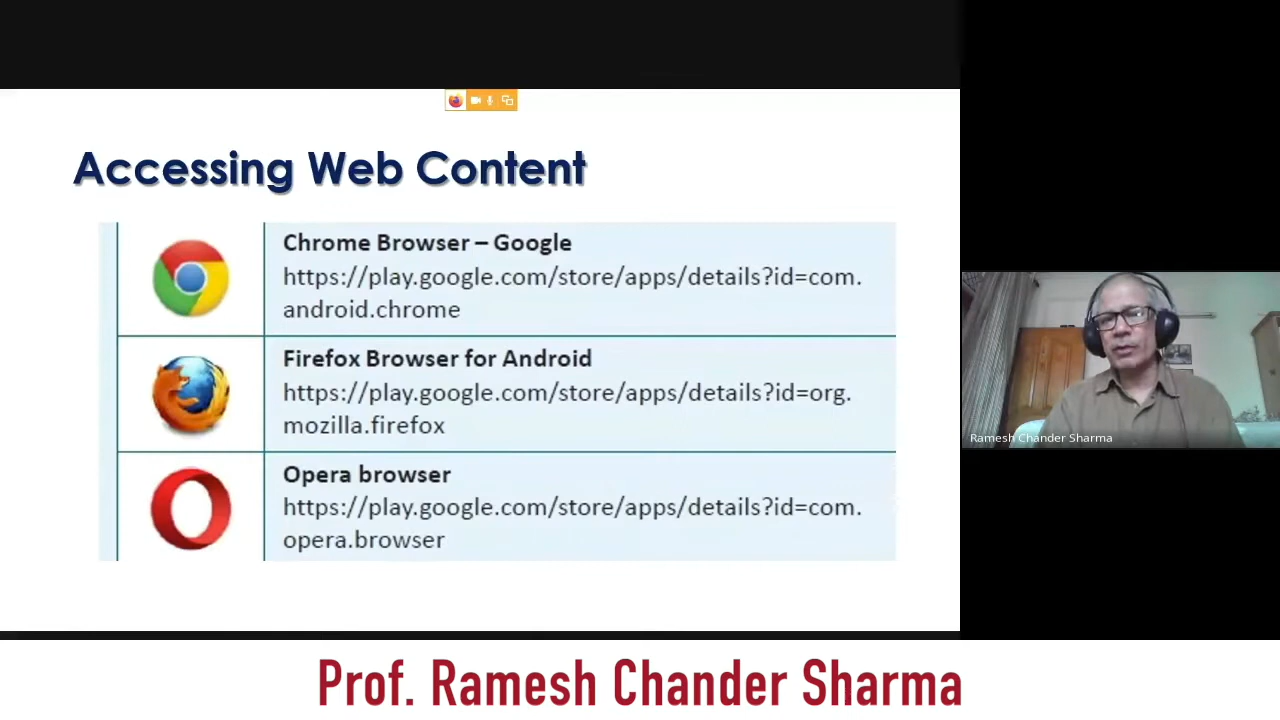 Accessing Web Content
Chrome Browser – Google
https://play.google.com/store/apps/details?id=com.
android.chrome
Firefox Browser for Android
https://play.google.com/store/apps/details?id=org.
mozilla.firefox
Opera browser
https://play.google.com/store/apps/details?id=com.
opera.browser
Ramesh Chander Sharma
Prof. Ramesh Chander Sharma